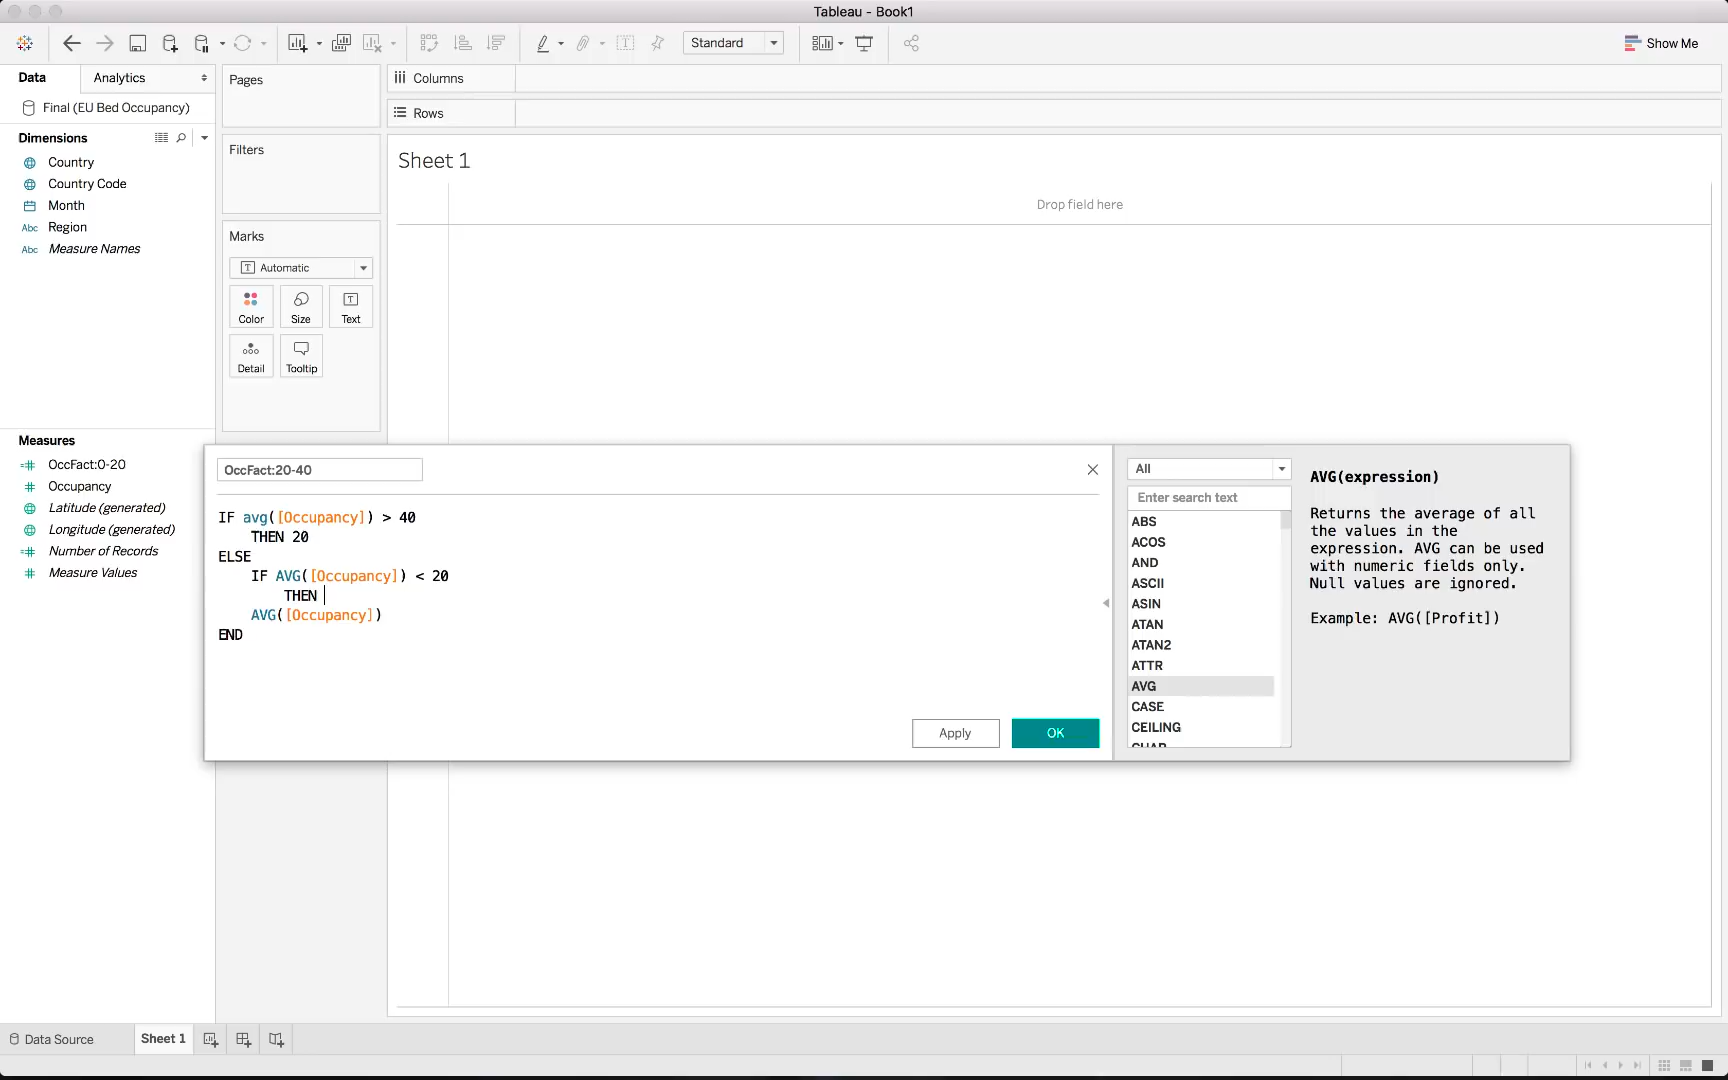 Tableau - Book1
Standard
Show Me
Data
Analytics
Final (EU Bed Occupancy)
Dimensions
Country
Country Code
Month
Abc
Region
Abc
Measure Names
Measures
OccFact:0-20
Occupancy
Latitude (generated)
Longitude (generated)
Number of Records
Measure Values
Pages
Filters
Marks
T Automatic
Color
Size
T
Text
Detail
Tooltip
Columns
Rows
Sheet 1
Drop field here
OccFact:20-40
IF avg([Occupancy]) > 40
THEN 20
ELSE
IF AVG([Occupancy]) < 20
THEN
AVG([Occupancy])
END
Apply
OK
All
Enter search text
ABS
ACOS
AND
ASCII
ASIN
ATAN
ATAN2
ATTR
AVG
CASE
CEILING
CHAR
AVG(expression)
Returns the average of all
the values in the
expression. AVG can be used
with numeric fields only.
Null values are ignored.
Example: AVG([Profit])
Data Source
Sheet 1